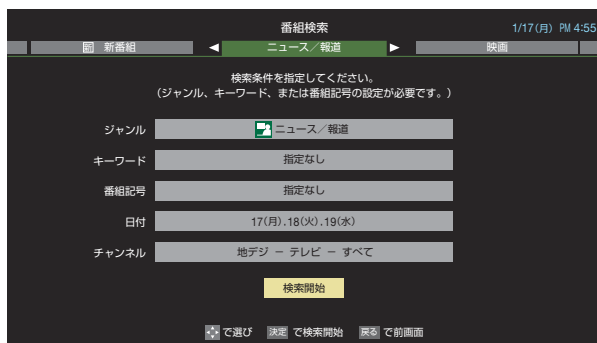 番組検索
1/17(月) PM 4:55
新番組 ◀ ニュース／報道 ▶ 映画
検索条件を指定してください。
(ジャンル、キーワード、または番組記号の設定が必要です。)
ジャンル ニュース／報道
キーワード 指定なし
番組記号 指定なし
日付 17(月).18(火).19(水)
チャンネル 地デジ － テレビ － すべて
検索開始
で選び 決定 で検索開始 戻る で前画面